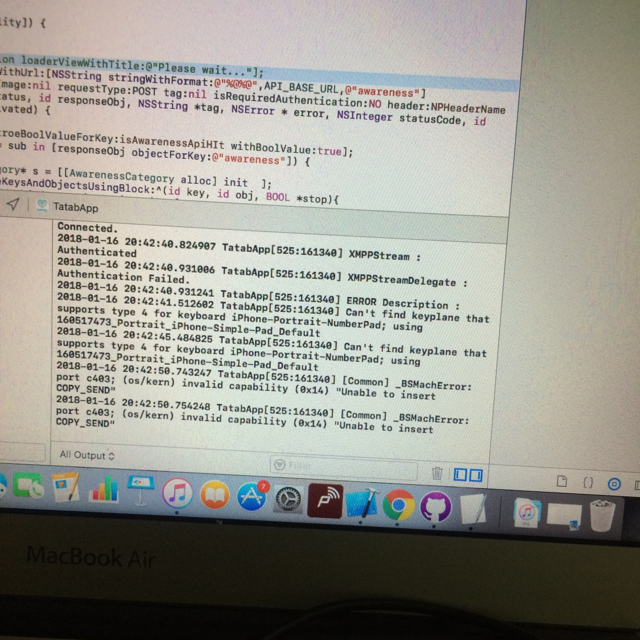 ility]) {
on loaderViewWithTitle:@"Please wait..."];
WithUrl:[NSString stringWithFormat:@"%@%@",API_BASE_URL,@"awareness"]
Image:nil requestType:POST tag:nil isRequiredAuthentication:NO header:NPHeaderName
tatus, id responseObj, NSString *tag, NSError * error, NSInteger statusCode, id
ivated) {
troeBoolValueForKey:isAwarenessApiHit withBoolValue:true];
= sub in [responseObj objectForKey:@"awareness"]) {
gory* s = [[AwarenessCategory alloc] init  ];
eKeysAndObjectsUsingBlock:^(id key, id obj, BOOL *stop){
TatabApp
Connected.
2018-01-16 20:42:40.824907 TatabApp[525:161340] XMPPStream :
Authenticated
2018-01-16 20:42:40.931006 TatabApp[525:161340] XMPPStreamDelegate :
Authentication Failed.
2018-01-16 20:42:40.931241 TatabApp[525:161340] ERROR Description :
2018-01-16 20:42:41.512602 TatabApp[525:161340] Can't find keyplane that
supports type 4 for keyboard iPhone-Portrait-NumberPad; using
160517473_Portrait_iPhone-Simple-Pad_Default
2018-01-16 20:42:45.484825 TatabApp[525:161340] Can't find keyplane that
supports type 4 for keyboard iPhone-Portrait-NumberPad; using
160517473_Portrait_iPhone-Simple-Pad_Default
2018-01-16 20:42:50.743247 TatabApp[525:161340] [Common] _BSMachError:
port c403; (os/kern) invalid capability (0x14) "Unable to insert
COPY_SEND"
2018-01-16 20:42:50.754248 TatabApp[525:161340] [Common] _BSMachError:
port c403; (os/kern) invalid capability (0x14) "Unable to insert
COPY_SEND"
All Output
Filter
7
MacBook Air